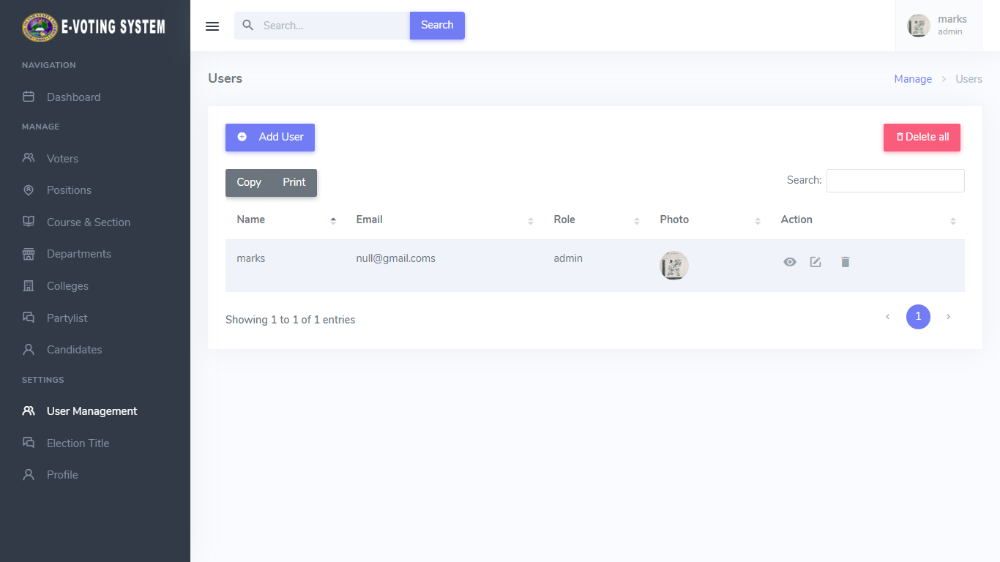 E-VOTING SYSTEM
Search...
Search
marks
admin
NAVIGATION
Dashboard
MANAGE
Voters
Positions
Course & Section
Departments
Colleges
Partylist
Candidates
SETTINGS
User Management
Election Title
Profile
Users
Manage > Users
Add User
Delete all
Copy Print
Search:
Name Email Role Photo Action
marks null@gmail.coms admin
Showing 1 to 1 of 1 entries
‹ 1 ›